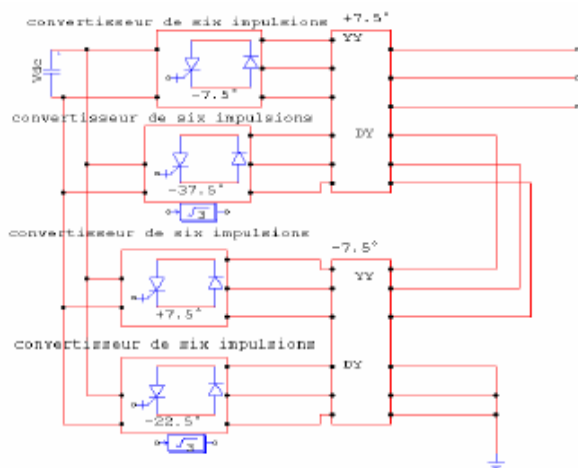 convertisseur de six impulsions
+7.5°
YY
Vdc
-7.5°
convertisseur de six impulsions
DY
-37.5°
√3
convertisseur de six impulsions
-7.5°
YY
+7.5°
convertisseur de six impulsions
DY
-22.5°
√3